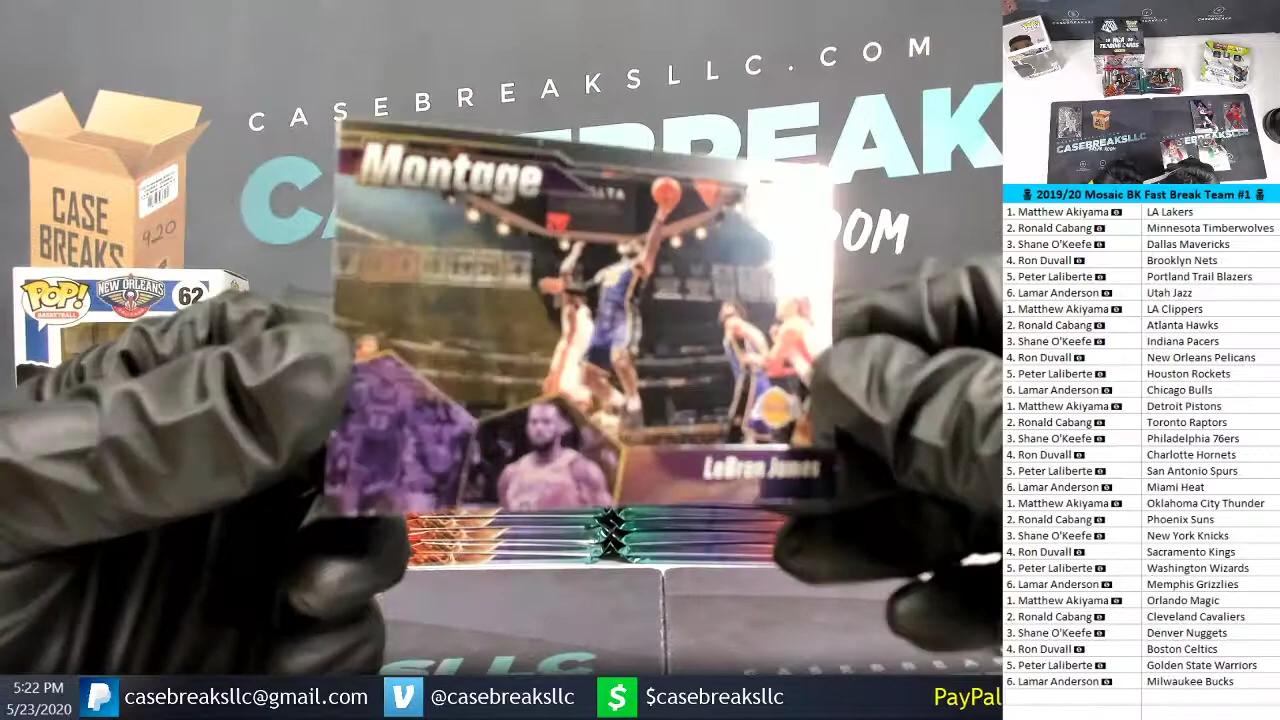 CASEBREAKSLLC.COM
CASE
BREAKS
920
POP!
BASKETBALL
NEW ORLEANS
62
Montage
LeBron James
2019/20 Mosaic BK Fast Break Team #1
1. Matthew Akiyama LA Lakers
2. Ronald Cabang Minnesota Timberwolves
3. Shane O'Keefe Dallas Mavericks
4. Ron Duvall Brooklyn Nets
5. Peter Laliberte Portland Trail Blazers
6. Lamar Anderson Utah Jazz
1. Matthew Akiyama LA Clippers
2. Ronald Cabang Atlanta Hawks
3. Shane O'Keefe Indiana Pacers
4. Ron Duvall New Orleans Pelicans
5. Peter Laliberte Houston Rockets
6. Lamar Anderson Chicago Bulls
1. Matthew Akiyama Detroit Pistons
2. Ronald Cabang Toronto Raptors
3. Shane O'Keefe Philadelphia 76ers
4. Ron Duvall Charlotte Hornets
5. Peter Laliberte San Antonio Spurs
6. Lamar Anderson Miami Heat
1. Matthew Akiyama Oklahoma City Thunder
2. Ronald Cabang Phoenix Suns
3. Shane O'Keefe New York Knicks
4. Ron Duvall Sacramento Kings
5. Peter Laliberte Washington Wizards
6. Lamar Anderson Memphis Grizzlies
1. Matthew Akiyama Orlando Magic
2. Ronald Cabang Cleveland Cavaliers
3. Shane O'Keefe Denver Nuggets
4. Ron Duvall Boston Celtics
5. Peter Laliberte Golden State Warriors
6. Lamar Anderson Milwaukee Bucks
5:22 PM
5/23/2020
casebreaksllc@gmail.com
@casebreaksllc
$casebreaksllc
PayPal